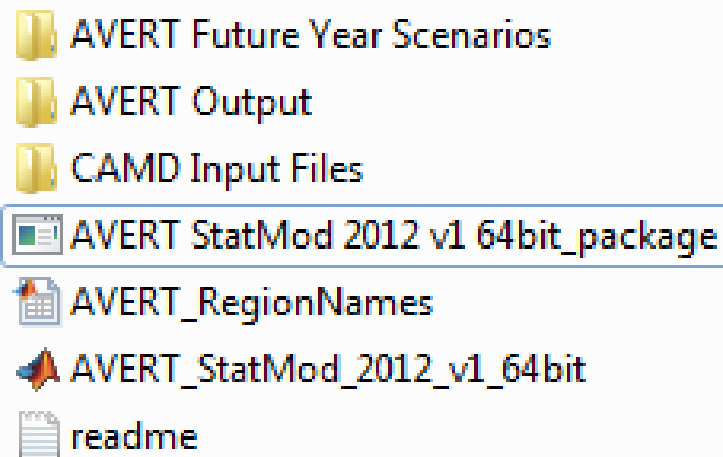 AVERT Future Year Scenarios
AVERT Output
CAMD Input Files
AVERT StatMod 2012 v1 64bit_package
AVERT_RegionNames
AVERT_StatMod_2012_v1_64bit
readme